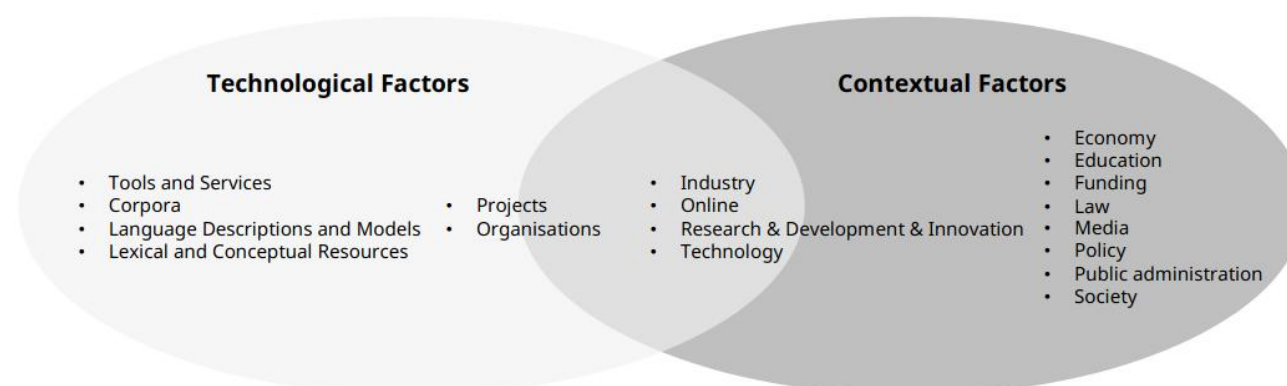 Technological Factors
Contextual Factors
• Tools and Services
• Corpora
• Language Descriptions and Models
• Lexical and Conceptual Resources
• Projects
• Organisations
• Industry
• Online
• Research & Development & Innovation
• Technology
• Economy
• Education
• Funding
• Law
• Media
• Policy
• Public administration
• Society